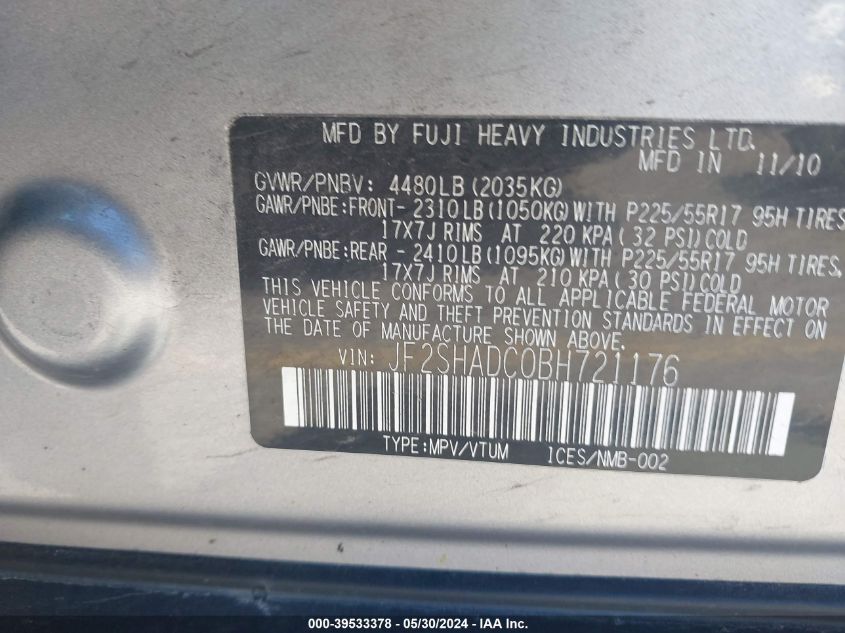 MFD BY FUJI HEAVY INDUSTRIES LTD.
MFD IN 11/10
GVWR/PNBV: 4480LB(2035KG)
GAWR/PNBE:FRONT- 2310LB(1050KG)WITH P225/55R17 95H TIRES,
17X7J RIMS AT 220 KPA( 32 PSI)COLD
GAWR/PNBE:REAR - 2410LB(1095KG)WITH P225/55R17 95H TIRES,
17X7J RIMS AT 210 KPA( 30 PSI)COLD
THIS VEHICLE CONFORMS TO ALL APPLICABLE FEDERAL MOTOR
VEHICLE SAFETY AND THEFT PREVENTION STANDARDS IN EFFECT ON
THE DATE OF MANUFACTURE SHOWN ABOVE.
VIN: JF2SHADC0BH721176
TYPE:MPV/VTUM ICES/NMB-002
000-39533378 - 05/30/2024 - IAA Inc.